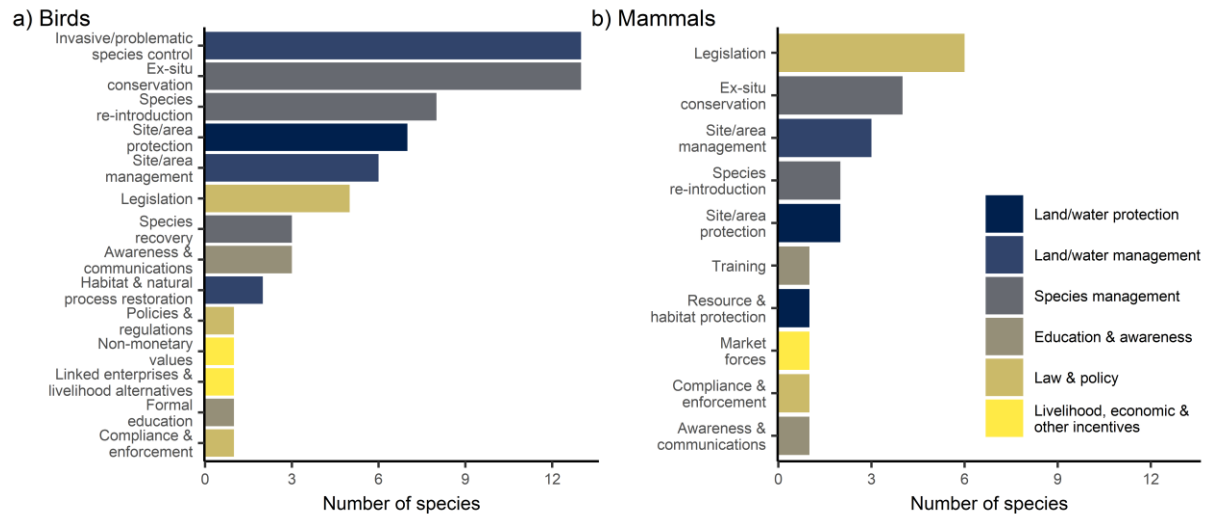 a) Birds
Invasive/problematic
species control
Ex-situ
conservation
Species
re-introduction
Site/area
protection
Site/area
management
Legislation
Species
recovery
Awareness &
communications
Habitat & natural
process restoration
Policies &
regulations
Non-monetary
values
Linked enterprises &
livelihood alternatives
Formal
education
Compliance &
enforcement
0 3 6 9 12
Number of species
b) Mammals
Legislation
Ex-situ
conservation
Site/area
management
Species
re-introduction
Site/area
protection
Training
Resource &
habitat protection
Market
forces
Compliance &
enforcement
Awareness &
communications
0 3 6 9 12
Number of species
Land/water protection
Land/water management
Species management
Education & awareness
Law & policy
Livelihood, economic &
other incentives